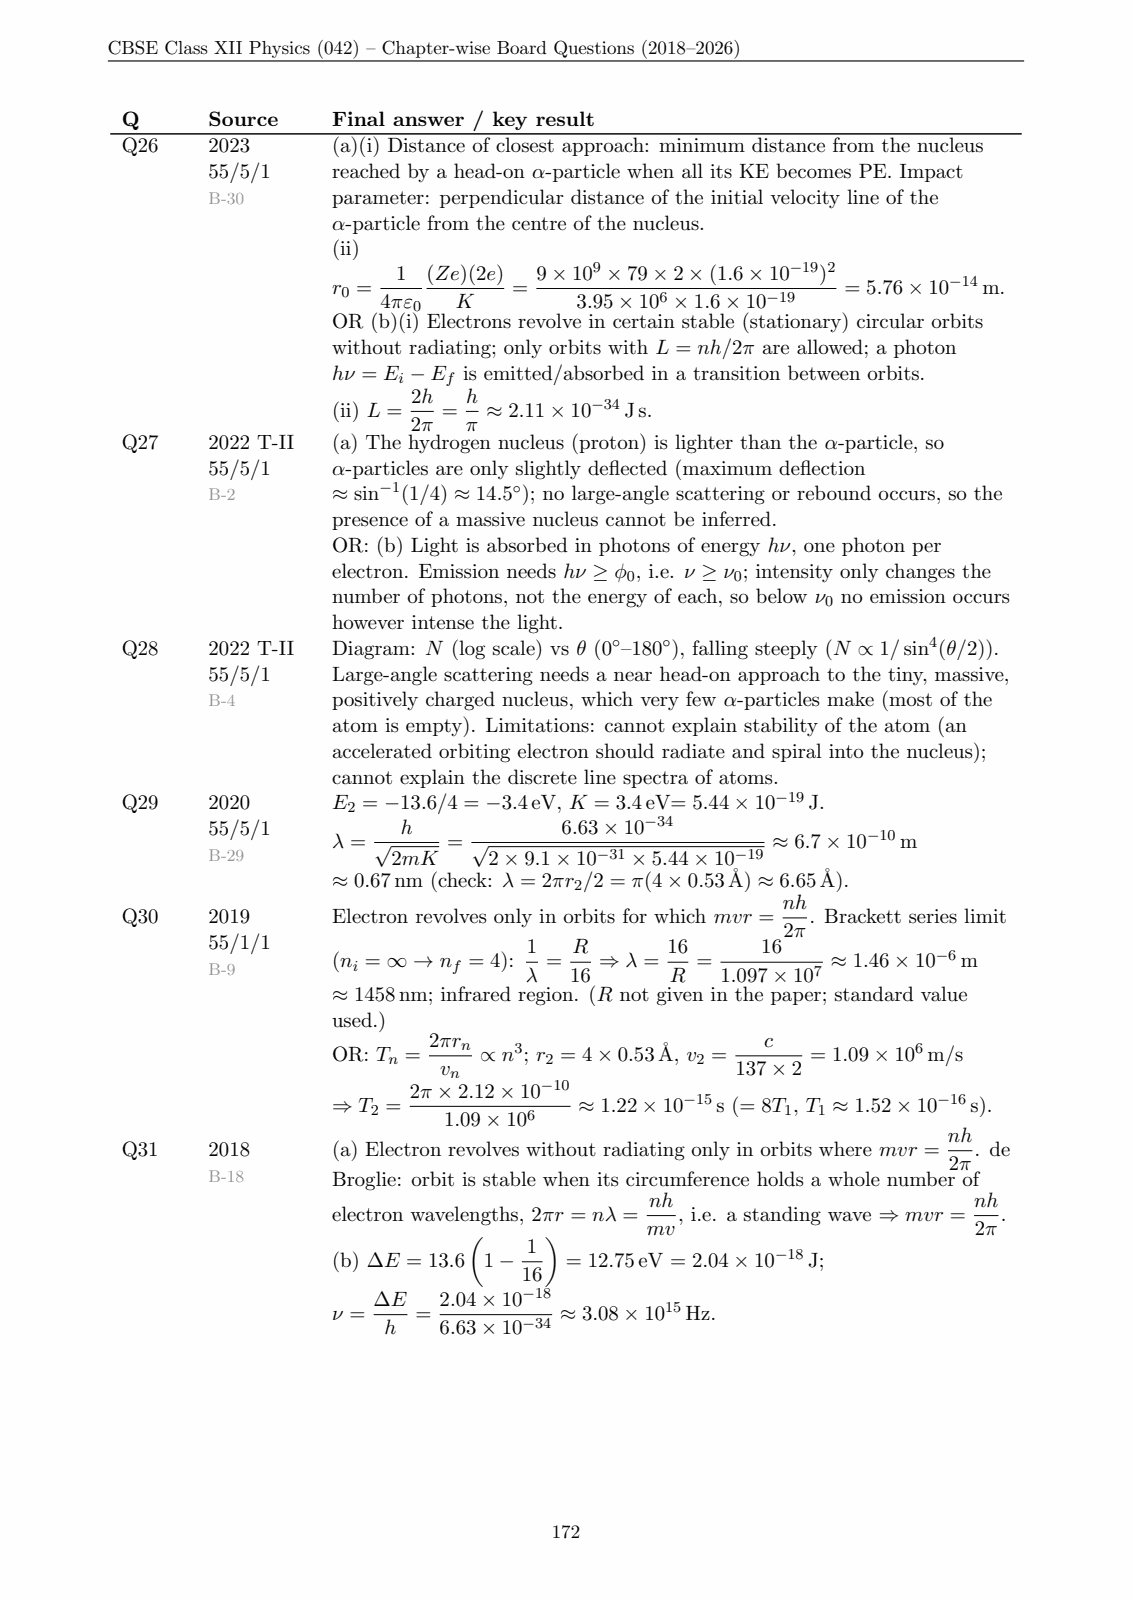 CBSE Class XII Physics (042) – Chapter-wise Board Questions (2018–2026)
Q Source Final answer / key result
Q26 2023 (a)(i) Distance of closest approach: minimum distance from the nucleus
55/5/1 reached by a head-on α-particle when all its KE becomes PE. Impact
B-30 parameter: perpendicular distance of the initial velocity line of the
α-particle from the centre of the nucleus.
(ii)
r₀ = 1/(4πε₀) (Ze)(2e)/K = (9 × 10⁹ × 79 × 2 × (1.6 × 10⁻¹⁹)²)/(3.95 × 10⁶ × 1.6 × 10⁻¹⁹) = 5.76 × 10⁻¹⁴ m.
OR (b)(i) Electrons revolve in certain stable (stationary) circular orbits
without radiating; only orbits with L = nh/2π are allowed; a photon
hν = Eᵢ − E_f is emitted/absorbed in a transition between orbits.
(ii) L = 2h/2π = h/π ≈ 2.11 × 10⁻³⁴ J s.
Q27 2022 T-II (a) The hydrogen nucleus (proton) is lighter than the α-particle, so
55/5/1 α-particles are only slightly deflected (maximum deflection
B-2 ≈ sin⁻¹(1/4) ≈ 14.5°); no large-angle scattering or rebound occurs, so the
presence of a massive nucleus cannot be inferred.
OR: (b) Light is absorbed in photons of energy hν, one photon per
electron. Emission needs hν ≥ ϕ₀, i.e. ν ≥ ν₀; intensity only changes the
number of photons, not the energy of each, so below ν₀ no emission occurs
however intense the light.
Q28 2022 T-II Diagram: N (log scale) vs θ (0°–180°), falling steeply (N ∝ 1/ sin⁴(θ/2)).
55/5/1 Large-angle scattering needs a near head-on approach to the tiny, massive,
B-4 positively charged nucleus, which very few α-particles make (most of the
atom is empty). Limitations: cannot explain stability of the atom (an
accelerated orbiting electron should radiate and spiral into the nucleus);
cannot explain the discrete line spectra of atoms.
Q29 2020 E₂ = −13.6/4 = −3.4 eV, K = 3.4 eV= 5.44 × 10⁻¹⁹ J.
55/5/1 λ = h/√(2mK) = (6.63 × 10⁻³⁴)/√(2 × 9.1 × 10⁻³¹ × 5.44 × 10⁻¹⁹) ≈ 6.7 × 10⁻¹⁰ m
B-29 ≈ 0.67 nm (check: λ = 2πr₂/2 = π(4 × 0.53 Å) ≈ 6.65 Å).
Q30 2019 Electron revolves only in orbits for which mvr = nh/2π. Brackett series limit
55/1/1
B-9 (nᵢ = ∞ → n_f = 4): 1/λ = R/16 ⇒ λ = 16/R = 16/(1.097 × 10⁷) ≈ 1.46 × 10⁻⁶ m
≈ 1458 nm; infrared region. (R not given in the paper; standard value
used.)
OR: Tₙ = 2πrₙ/vₙ ∝ n³; r₂ = 4 × 0.53 Å, v₂ = c/(137 × 2) = 1.09 × 10⁶ m/s
⇒ T₂ = (2π × 2.12 × 10⁻¹⁰)/(1.09 × 10⁶) ≈ 1.22 × 10⁻¹⁵ s (= 8T₁, T₁ ≈ 1.52 × 10⁻¹⁶ s).
Q31 2018 (a) Electron revolves without radiating only in orbits where mvr = nh/2π. de
B-18 Broglie: orbit is stable when its circumference holds a whole number of
electron wavelengths, 2πr = nλ = nh/mv, i.e. a standing wave ⇒ mvr = nh/2π.
(b) ΔE = 13.6 (1 − 1/16) = 12.75 eV = 2.04 × 10⁻¹⁸ J;
ν = ΔE/h = (2.04 × 10⁻¹⁸)/(6.63 × 10⁻³⁴) ≈ 3.08 × 10¹⁵ Hz.
172